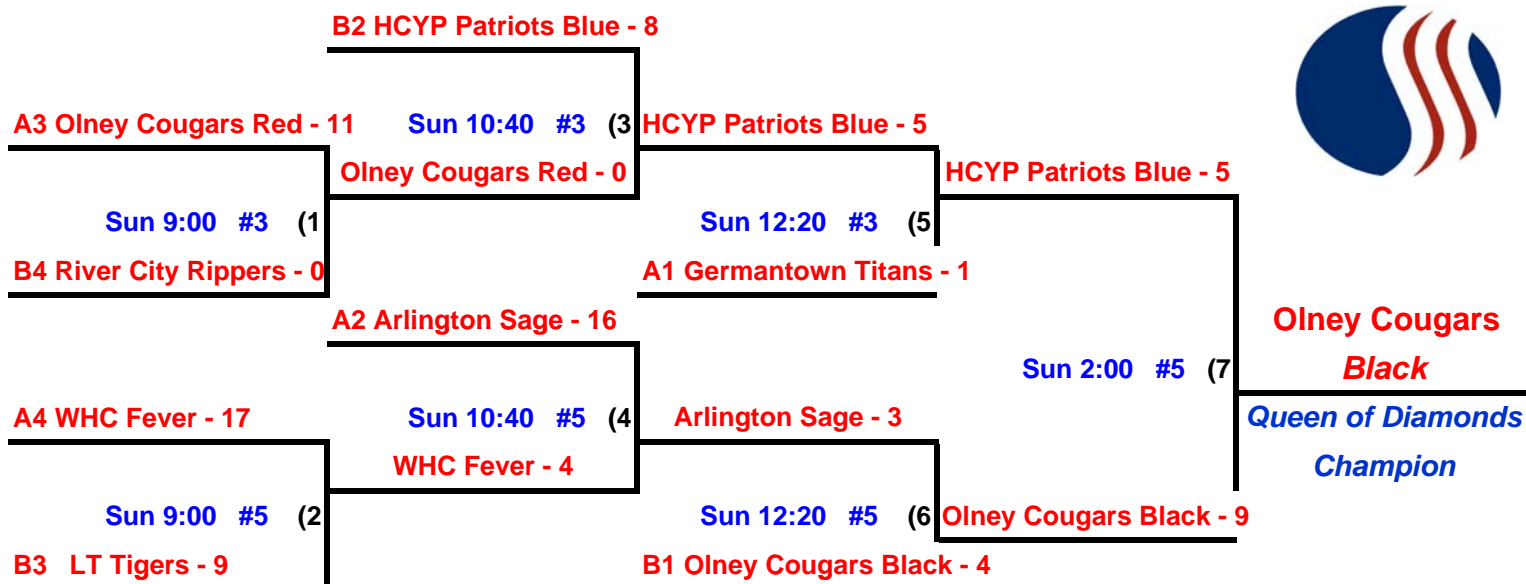 B2 HCYP Patriots Blue - 8
A3 Olney Cougars Red - 11
Sun 10:40 #3 (3
HCYP Patriots Blue - 5
Olney Cougars Red - 0
HCYP Patriots Blue - 5
Sun 9:00 #3 (1
Sun 12:20 #3 (5
B4 River City Rippers - 0
A1 Germantown Titans - 1
A2 Arlington Sage - 16
Olney Cougars
Black
Sun 2:00 #5 (7
A4 WHC Fever - 17
Sun 10:40 #5 (4
Arlington Sage - 3
Queen of Diamonds
Champion
WHC Fever - 4
Sun 9:00 #5 (2
Sun 12:20 #5 (6
Olney Cougars Black - 9
B3 LT Tigers - 9
B1 Olney Cougars Black - 4